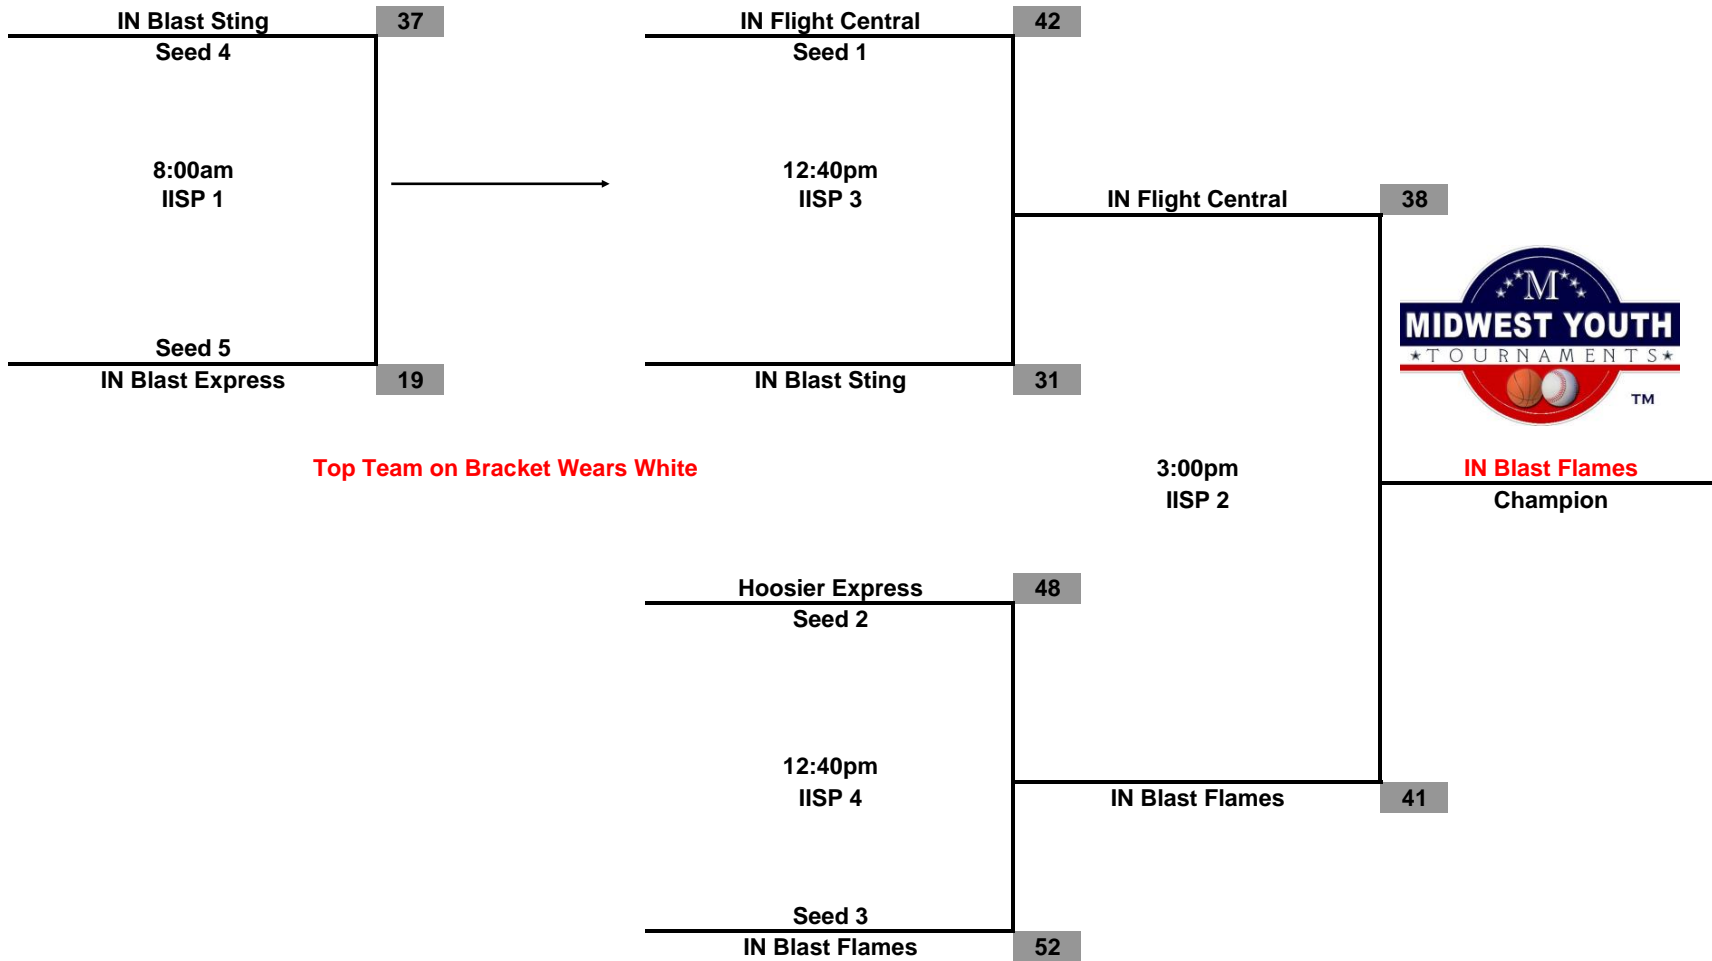 IN Blast Sting 37 IN Flight Central 42
Seed 4 Seed 1
8:00am 12:40pm
IISP 1 IISP 3 IN Flight Central 38
M
MIDWEST YOUTH
TOURNAMENTS
TM
Seed 5
IN Blast Express 19 IN Blast Sting 31
Top Team on Bracket Wears White 3:00pm IN Blast Flames
IISP 2 Champion
Hoosier Express 48
Seed 2
12:40pm
IISP 4 IN Blast Flames 41
Seed 3
IN Blast Flames 52